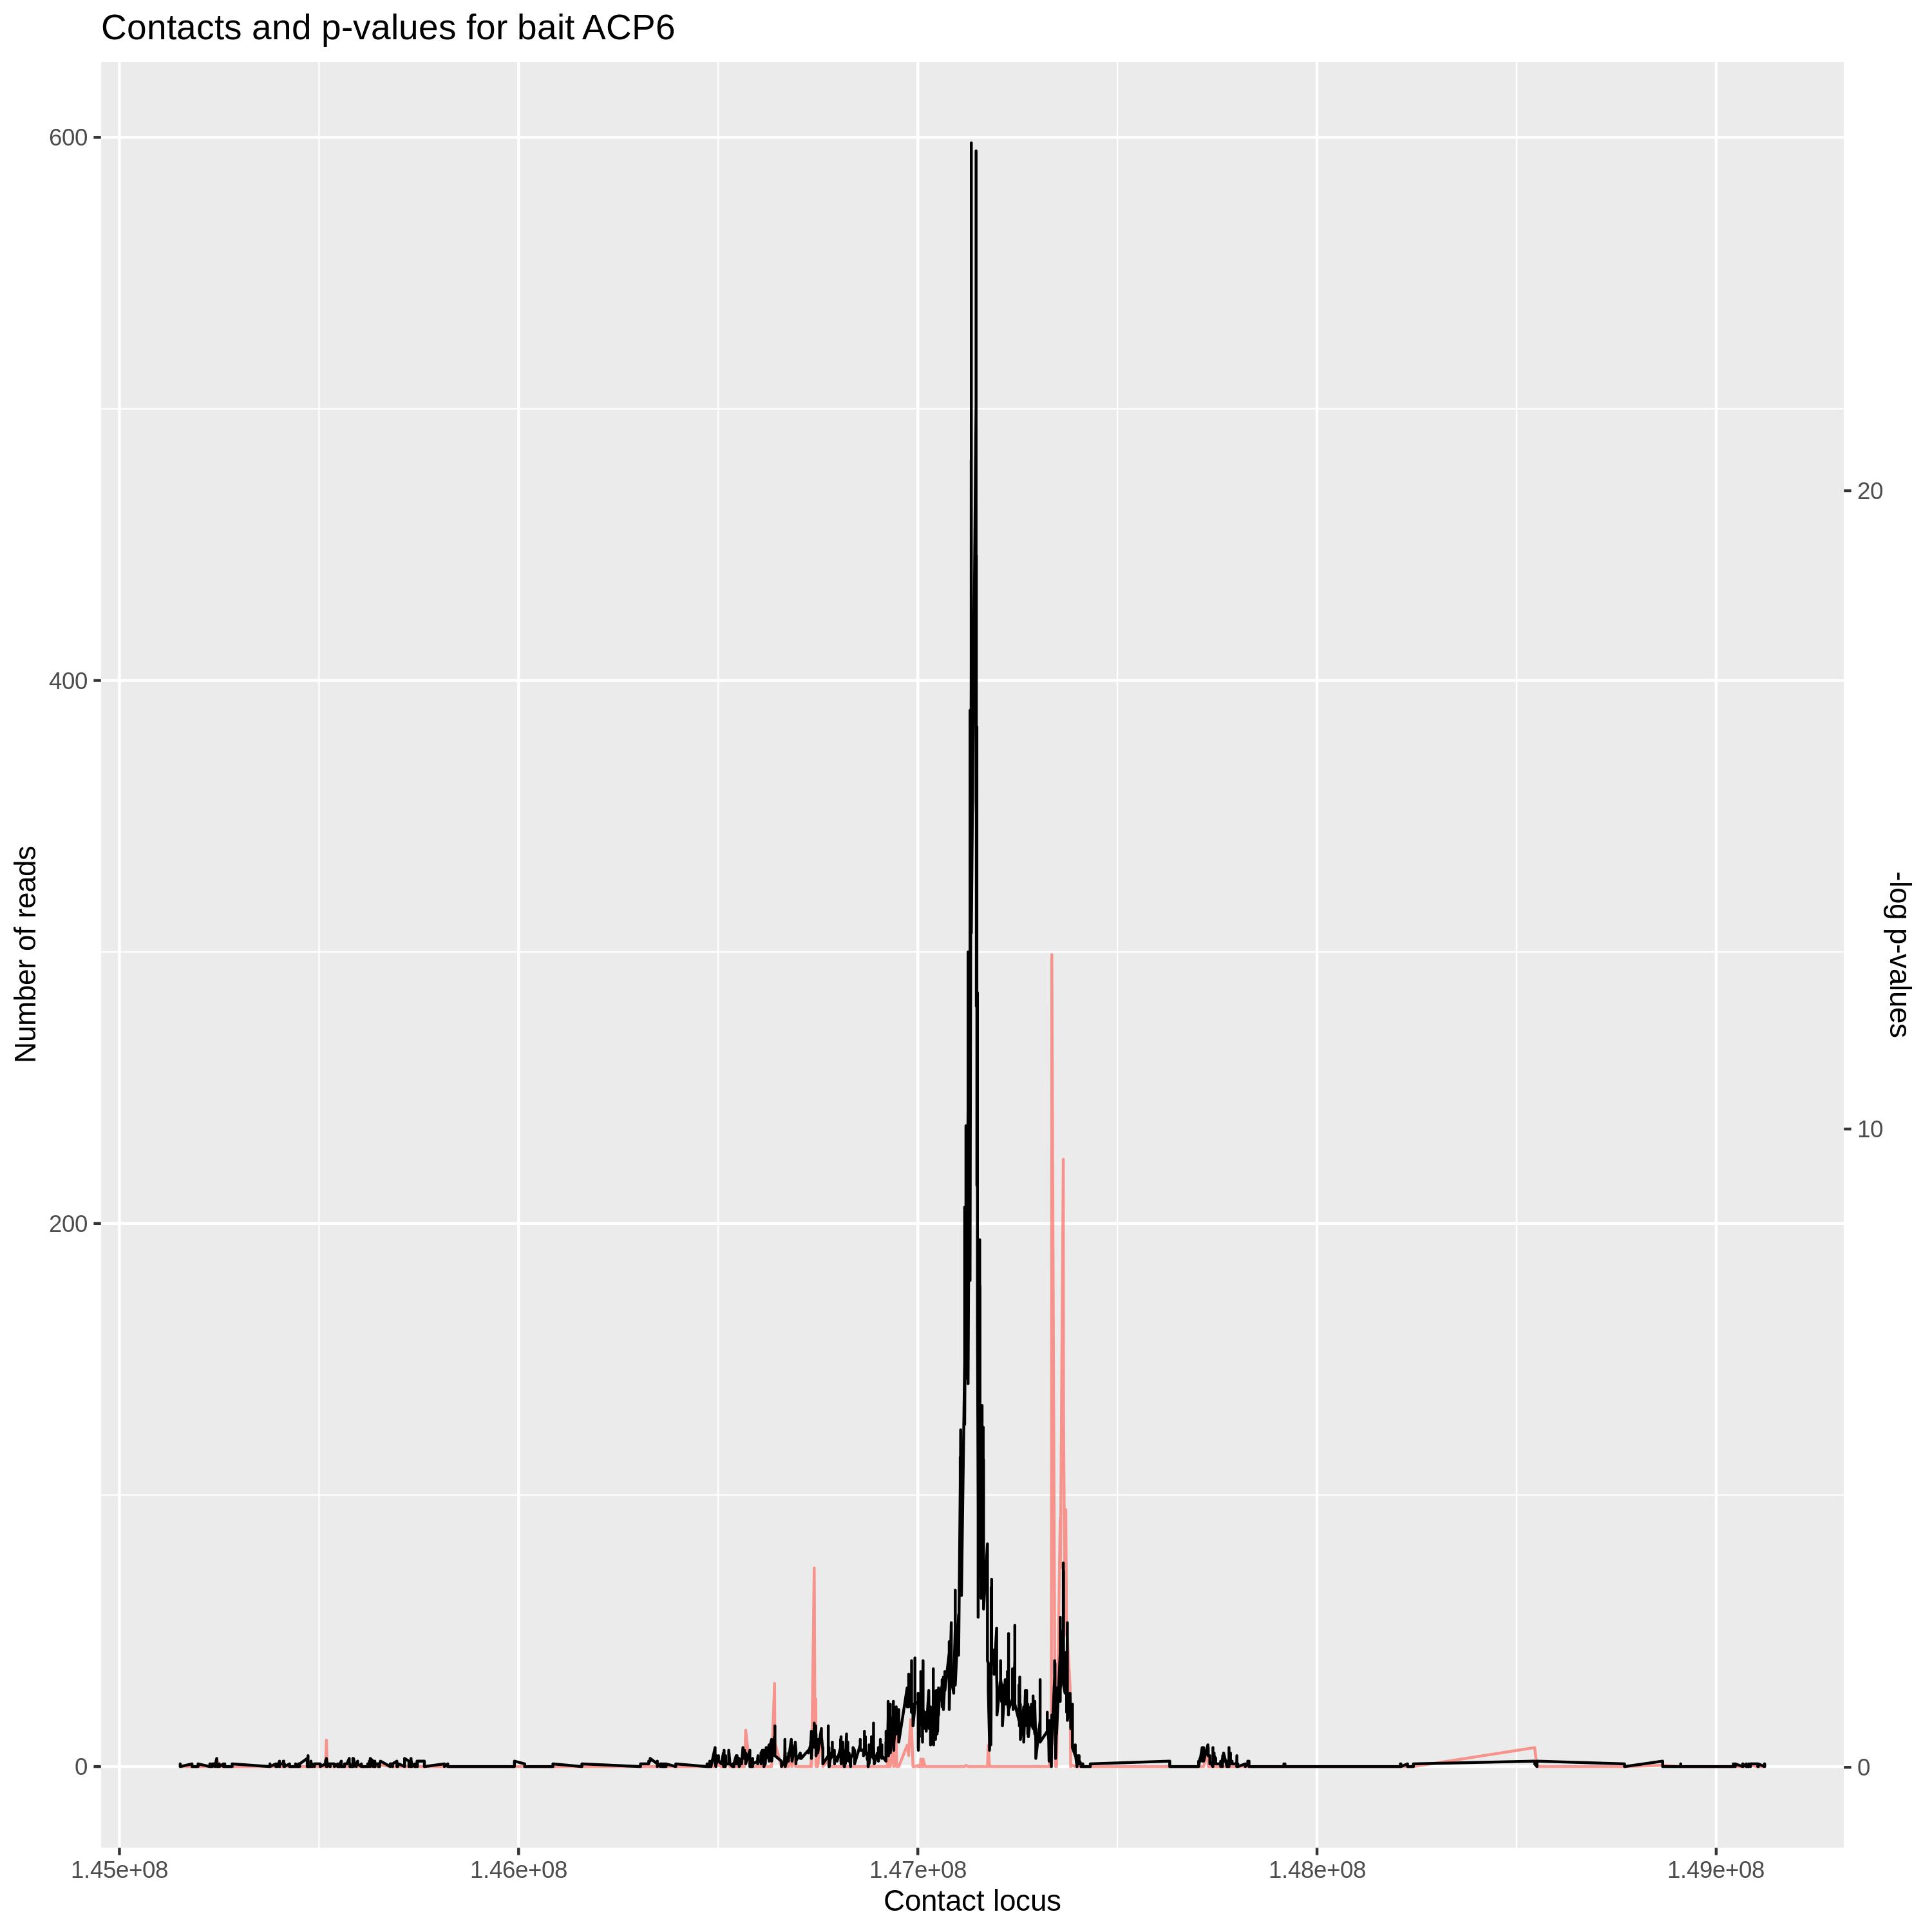 Contacts and p-values for bait ACP6
600
400
200
0
Number of reads
20
10
0
-log p-values
1.45e+08
1.46e+08
1.47e+08
1.48e+08
1.49e+08
Contact locus